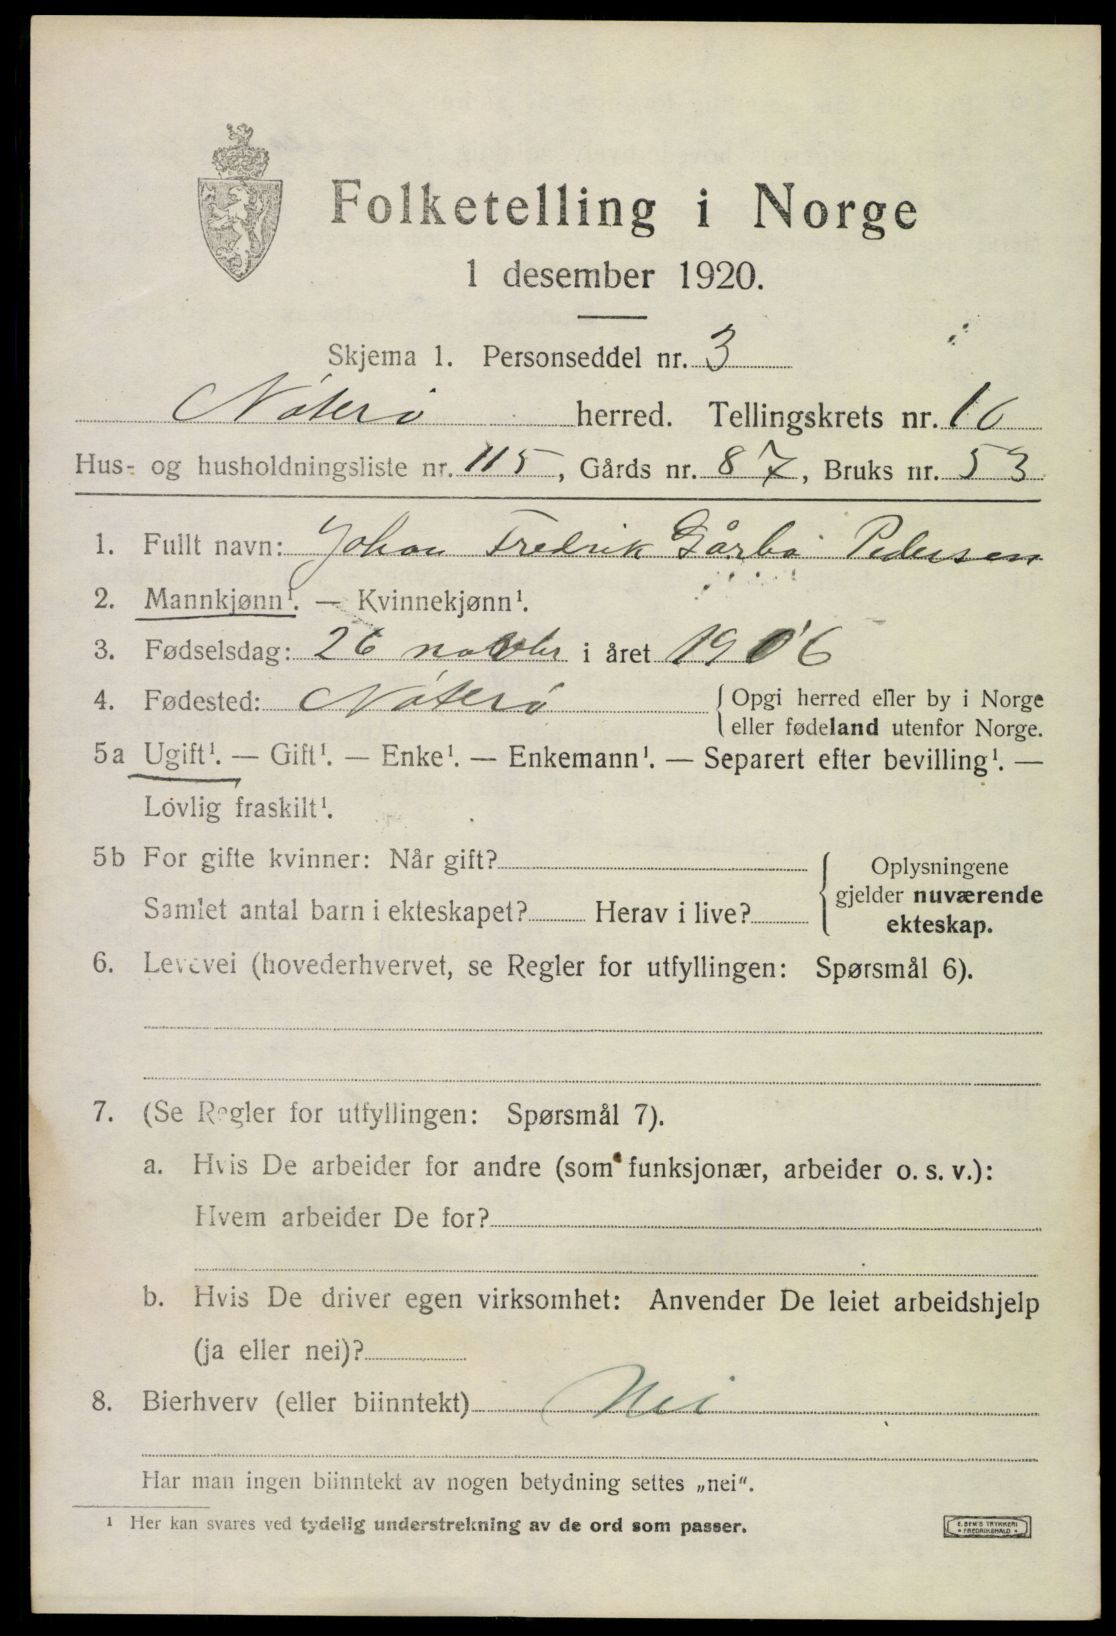 Folketelling i Norge
1 desember 1920.
Skjema 1. Personseddel nr. 3
Nøterø herred. Tellingskrets nr. 10
Hus- og husholdningsliste nr. 115, Gårds nr. 87, Bruks nr. 53
1. Fullt navn: Johan Fredrik Gårbo Pedersen
2. Mannkjønn¹. — Kvinnekjønn¹.
3. Fødselsdag: 26 novbr i året 1906
4. Fødested: Nøterø { Opgi herred eller by i Norge
eller fødeland utenfor Norge.
5a Ugift¹. — Gift¹. — Enke¹. — Enkemann¹. — Separert efter bevilling¹. —
Lovlig fraskilt¹.
5b For gifte kvinner: Når gift?
Samlet antal barn i ekteskapet? Herav i live?
Oplysningene
gjelder nuværende
ekteskap.
6. Levevei (hovederhvervet, se Regler for utfyllingen: Spørsmål 6).
7. (Se Regler for utfyllingen: Spørsmål 7).
a. Hvis De arbeider for andre (som funksjonær, arbeider o. s. v.):
Hvem arbeider De for?
b. Hvis De driver egen virksomhet: Anvender De leiet arbeidshjelp
(ja eller nei)?
8. Bierhverv (eller biinntekt) Nei
Har man ingen biinntekt av nogen betydning settes „nei“.
¹ Her kan svares ved tydelig understrekning av de ord som passer.
E. SEM'S TRYKKERI
• FREDRIKSHALD •